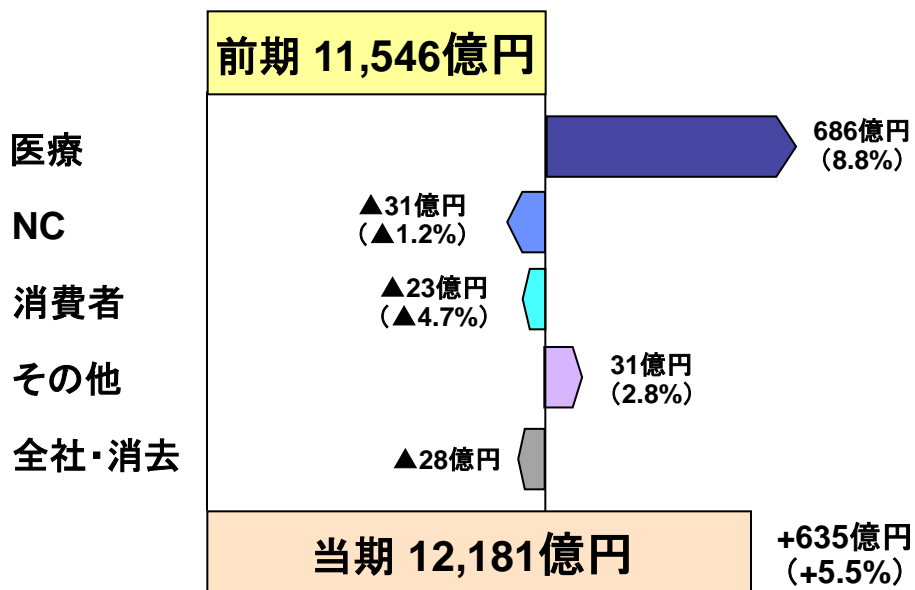 前期 11,546億円
医療
686億円
（8.8%）
NC
▲31億円
（▲1.2%）
消費者
▲23億円
（▲4.7%）
その他
31億円
（2.8%）
全社・消去
▲28億円
当期 12,181億円
+635億円
（+5.5%）